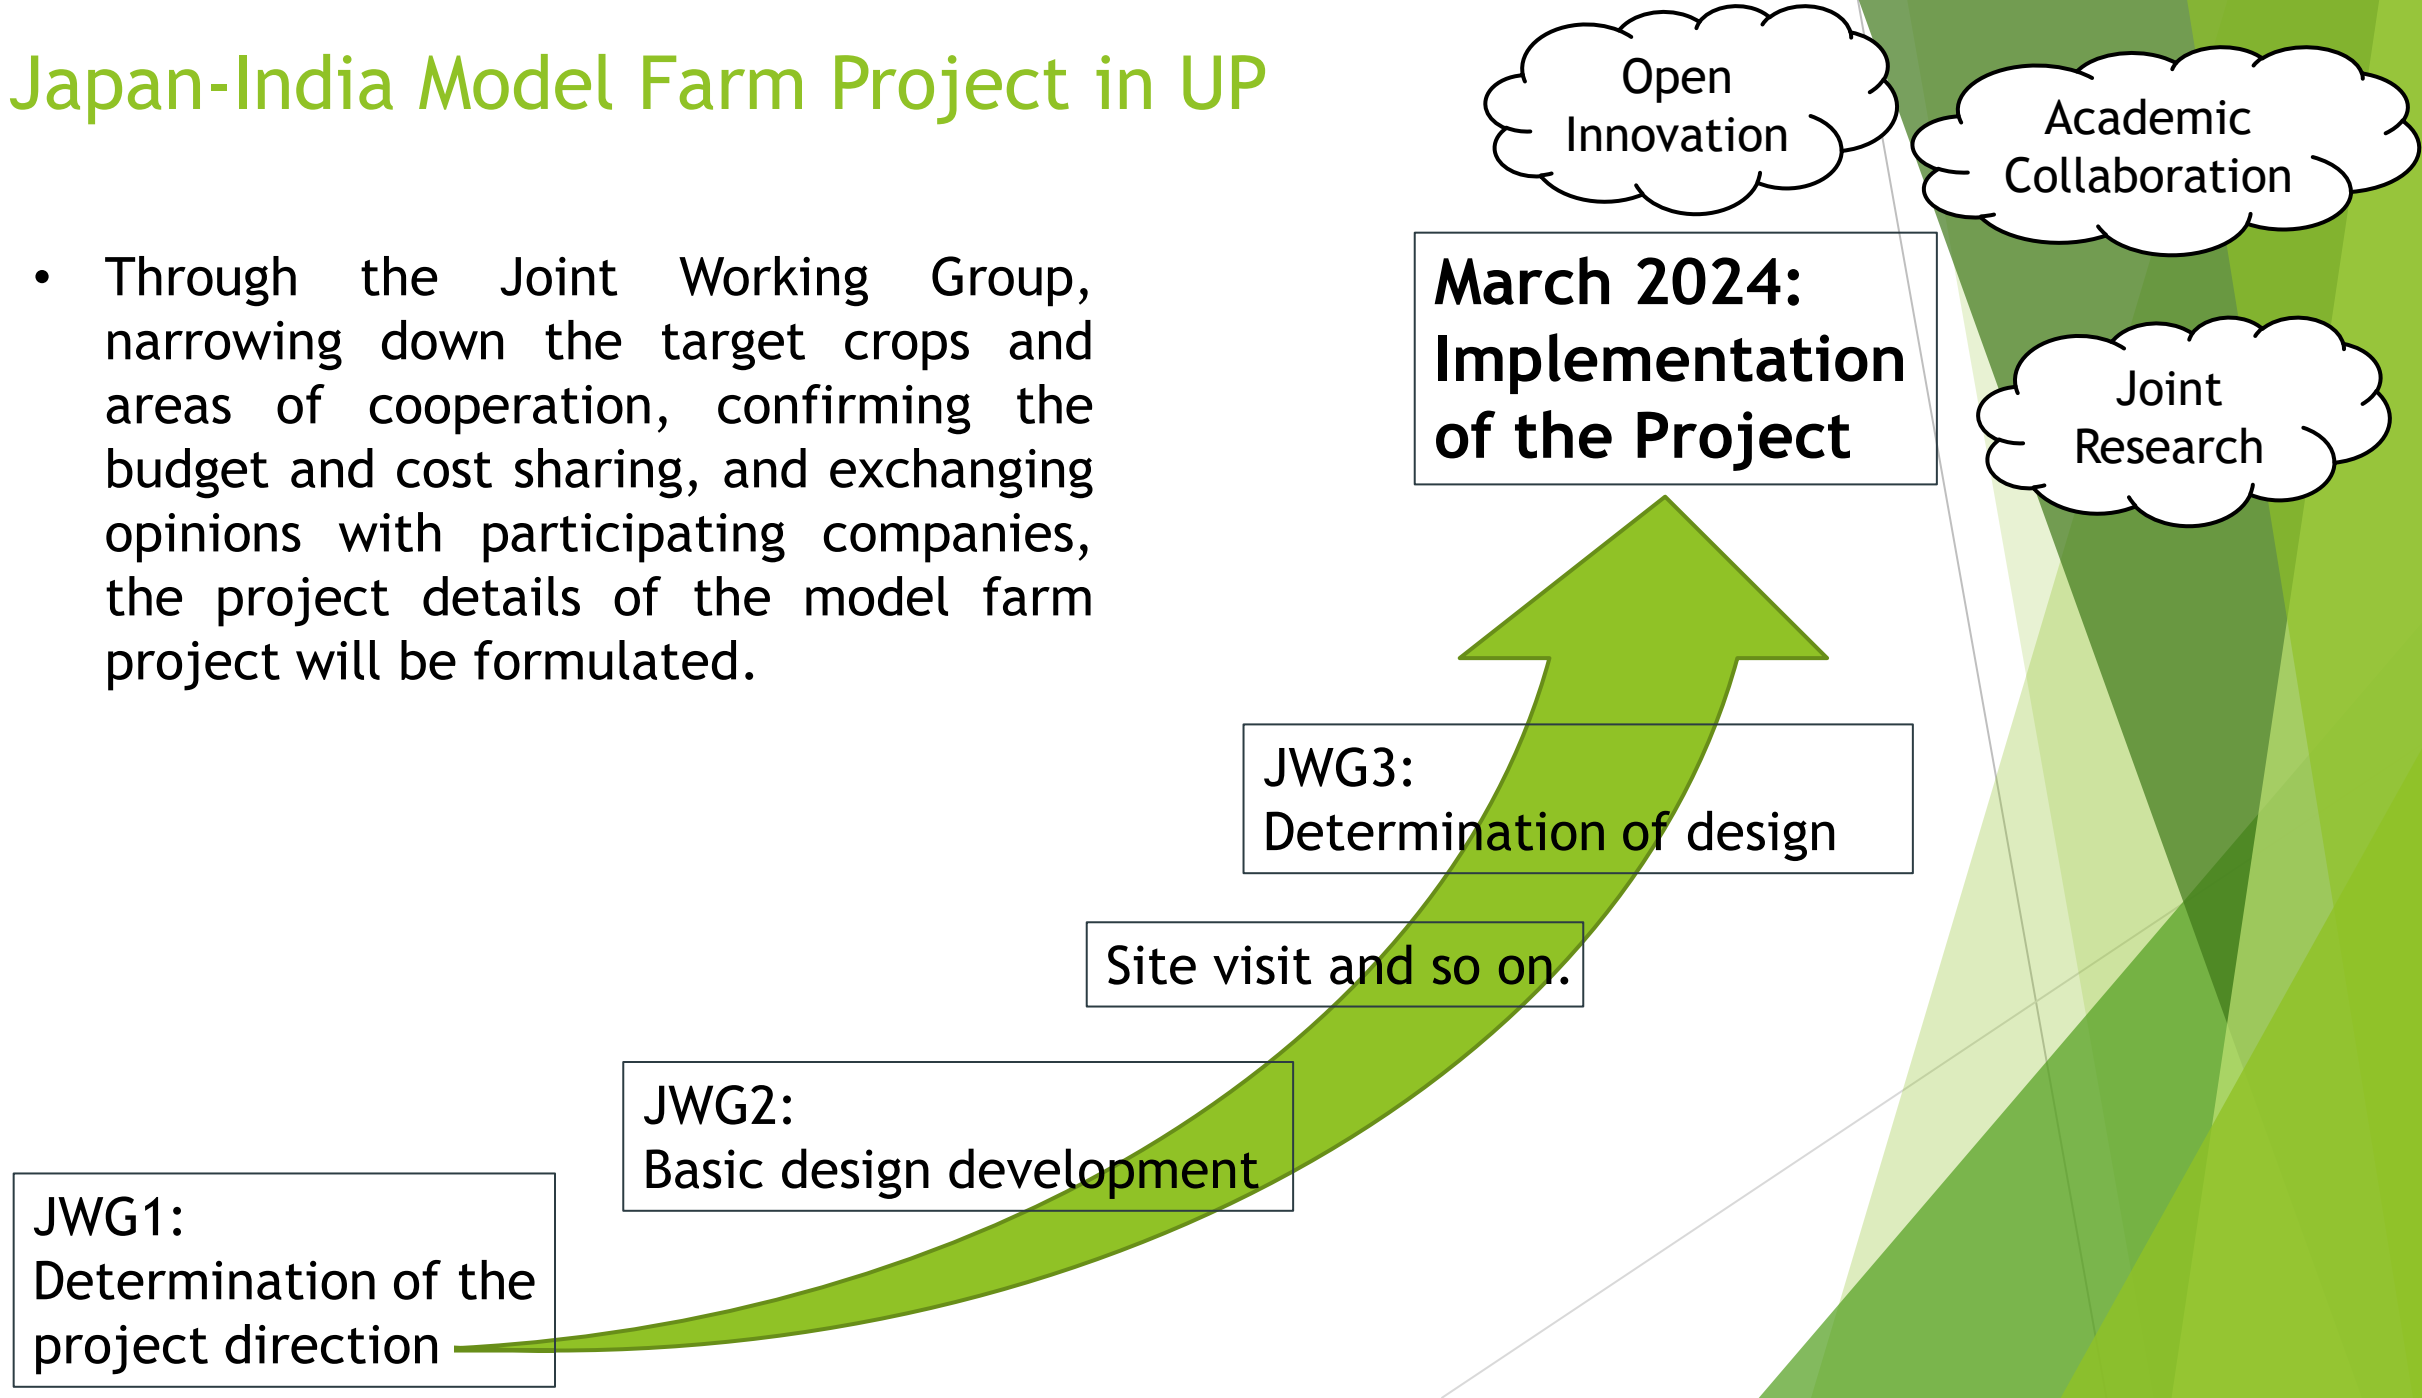 Japan-India Model Farm Project in UP
• Through the Joint Working Group,
narrowing down the target crops and
areas of cooperation, confirming the
budget and cost sharing, and exchanging
opinions with participating companies,
the project details of the model farm
project will be formulated.
Open
Innovation
Academic
Collaboration
Joint
Research
March 2024:
Implementation
of the Project
JWG3:
Determination of design
Site visit and so on.
JWG2:
Basic design development
JWG1:
Determination of the
project direction